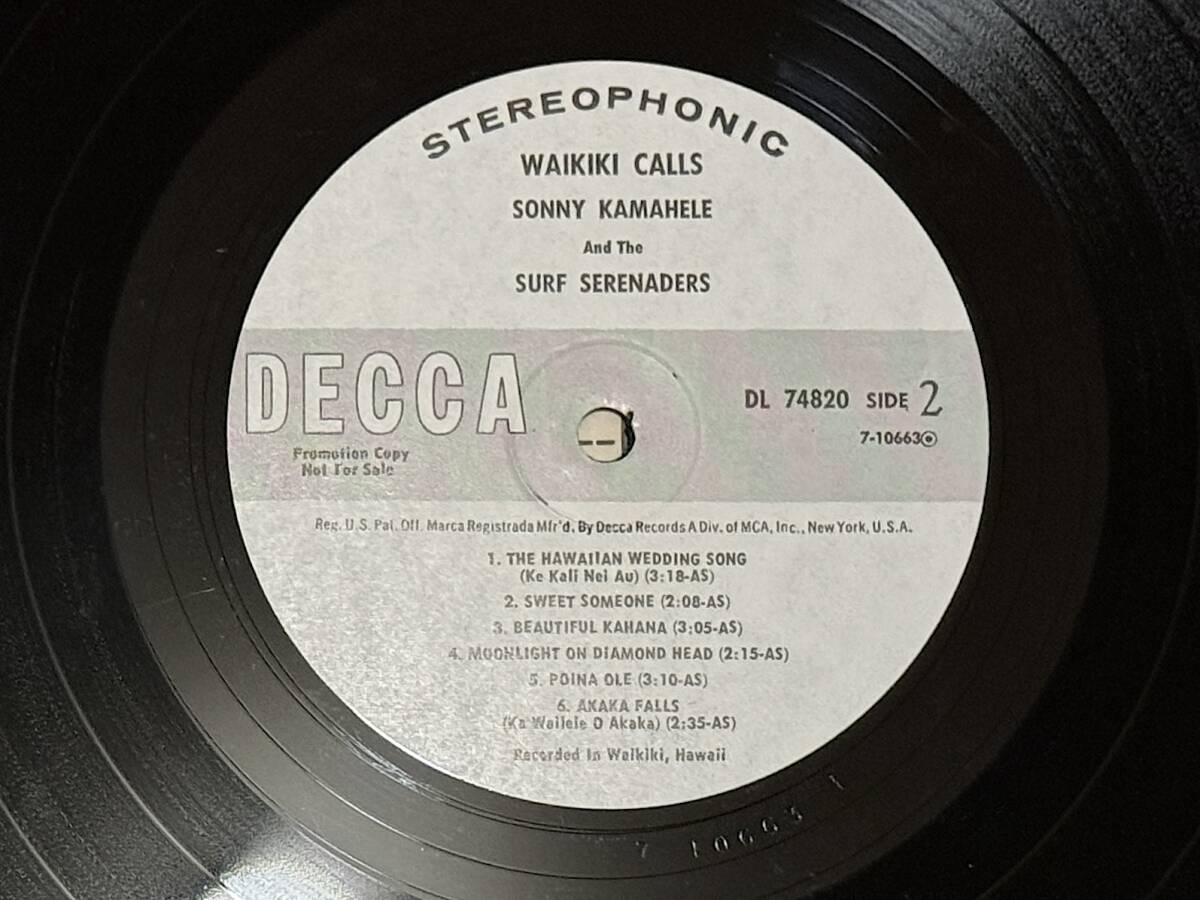 STEREOPHONIC
WAIKIKI CALLS
SONNY KAMAHELE
And The
SURF SERENADERS
DECCA
DL 74820 SIDE 2
7-10663
Promotion Copy
Not For Sale
Reg. U.S. Pat. Off. Marca Registrada Mfr'd. By Decca Records A Div. of MCA, Inc., New York, U.S.A.
1. THE HAWAIIAN WEDDING SONG
(Ke Kali Nei Au) (3:18-AS)
2. SWEET SOMEONE (2:08-AS)
3. BEAUTIFUL KAHANA (3:05-AS)
4. MOONLIGHT ON DIAMOND HEAD (2:15-AS)
5. POINA OLE (3:10-AS)
6. AKAKA FALLS
(Ka Wailele O Akaka) (2:35-AS)
Recorded In Waikiki, Hawaii
7 10663 1